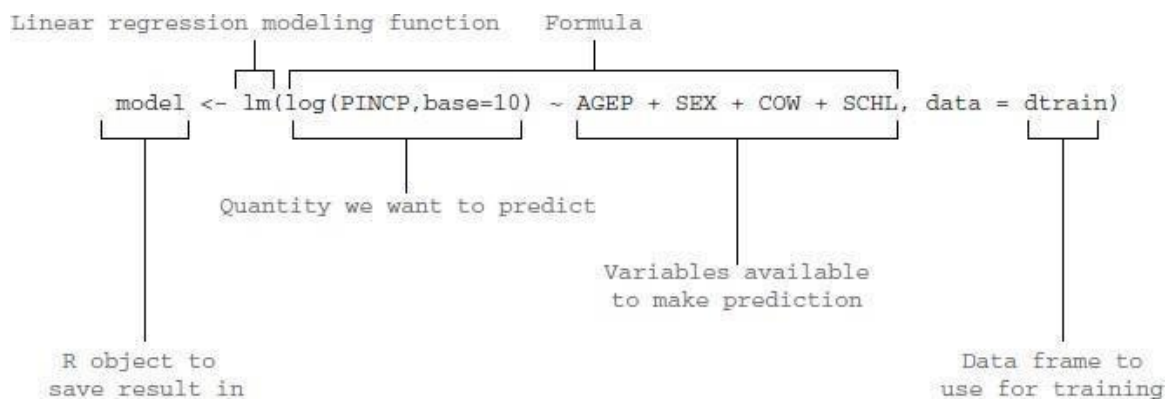 Linear regression modeling function Formula
model <- lm(log(PINCP,base=10) ~ AGEP + SEX + COW + SCHL, data = dtrain)
Quantity we want to predict
Variables available
to make prediction
R object to
save result in
Data frame to
use for training